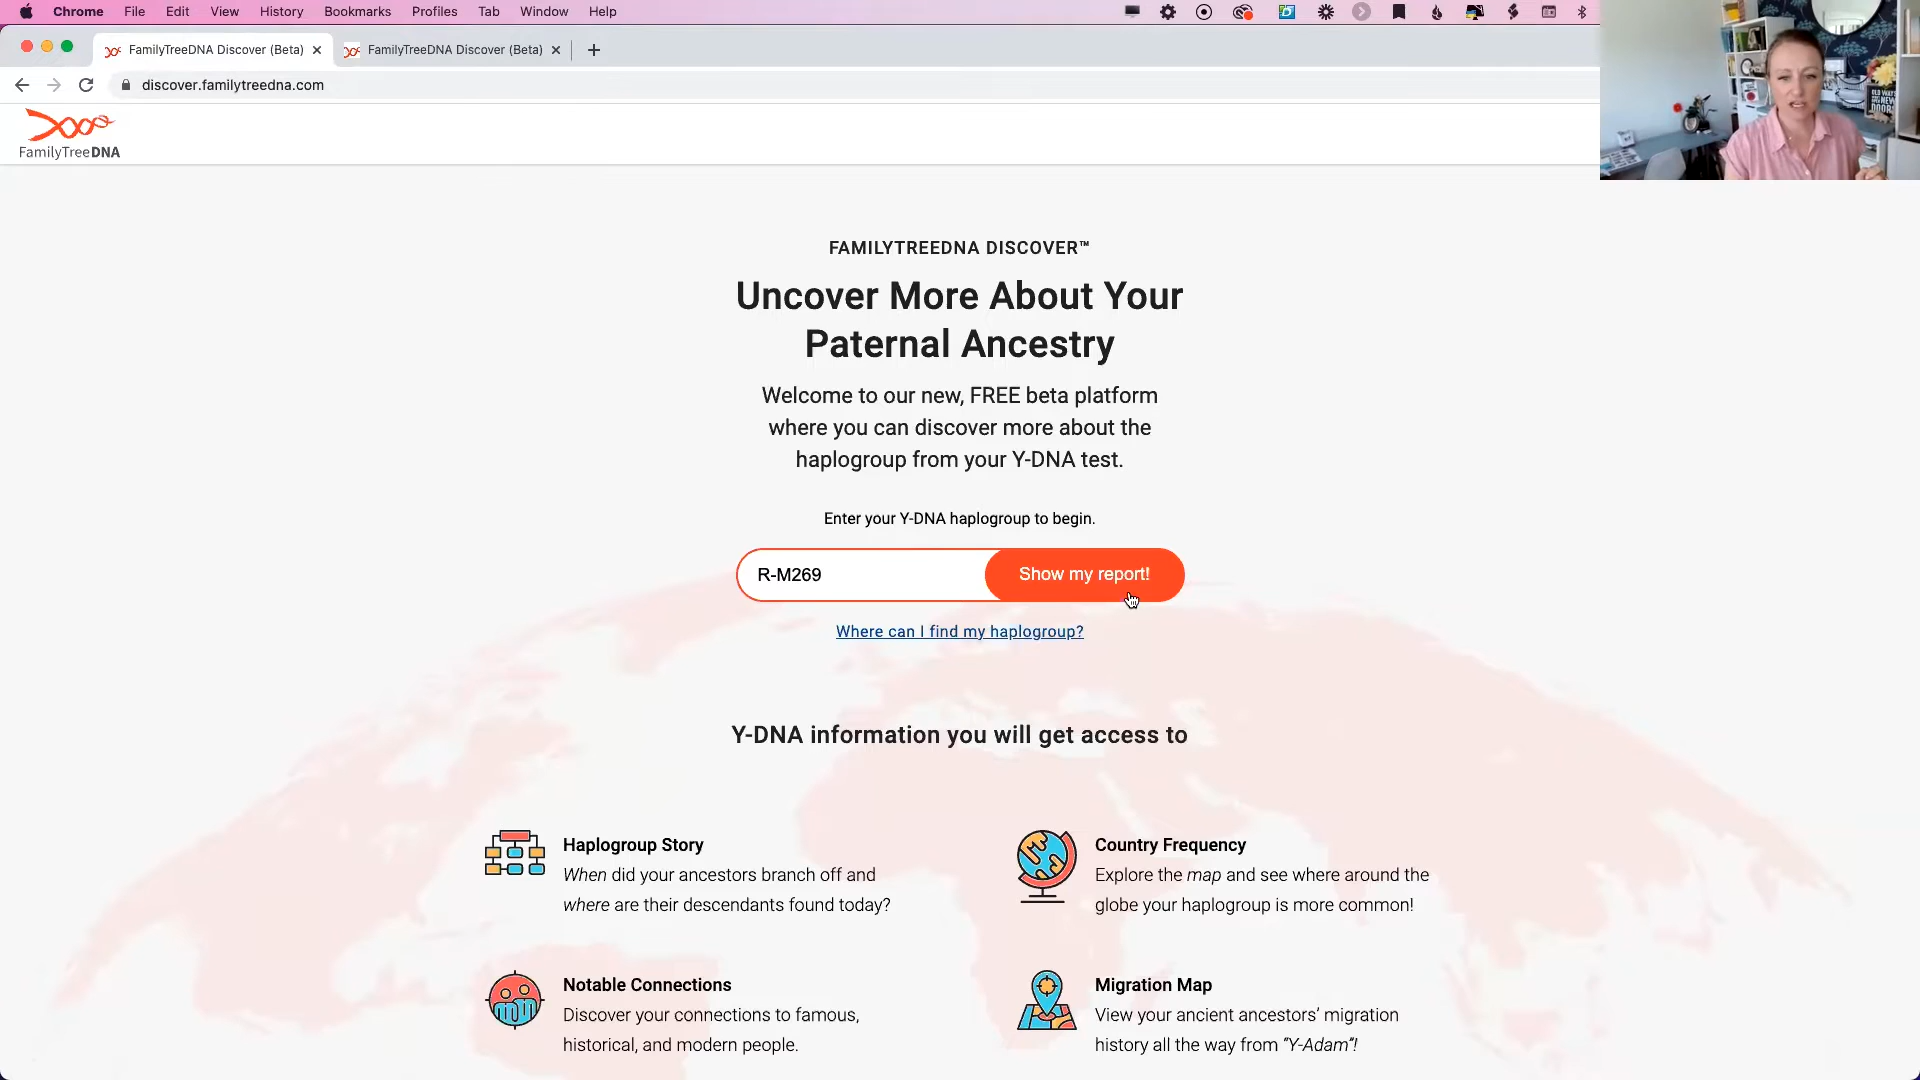 Chrome File Edit View History Bookmarks Profiles Tab Window Help
FamilyTreeDNA Discover (Beta) FamilyTreeDNA Discover (Beta)
discover.familytreedna.com
FamilyTreeDNA
OLD WAYS
NEW
DOORS
FAMILYTREEDNA DISCOVER™
Uncover More About Your
Paternal Ancestry
Welcome to our new, FREE beta platform
where you can discover more about the
haplogroup from your Y-DNA test.
Enter your Y-DNA haplogroup to begin.
R-M269 Show my report!
Where can I find my haplogroup?
Y-DNA information you will get access to
Haplogroup Story
When did your ancestors branch off and
where are their descendants found today?
Country Frequency
Explore the map and see where around the
globe your haplogroup is more common!
Notable Connections
Discover your connections to famous,
historical, and modern people.
Migration Map
View your ancient ancestors’ migration
history all the way from “Y-Adam”!